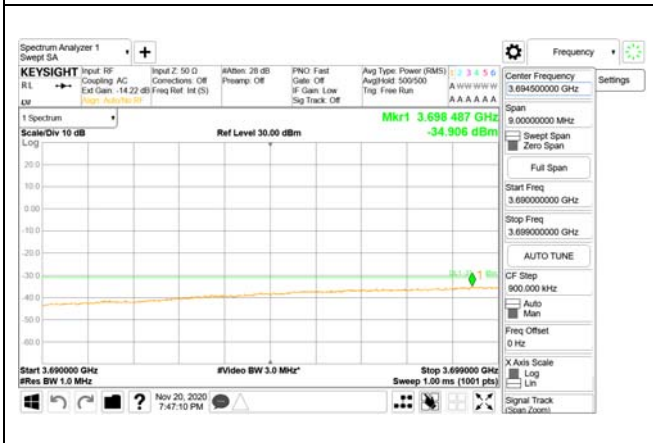 Spectrum Analyzer 1
Swept SA
+
Frequency
KEYSIGHT
RL
Input: RF
Coupling: AC
Ext Gain: -14.22 dB
Align: Auto/No RF
Input Z: 50 Ω
Corrections: Off
Freq Ref: Int (S)
#Atten: 28 dB
Preamp: Off
PNO: Fast
Gate: Off
IF Gain: Low
Sig Track: Off
Avg Type: Power (RMS)
Avg|Hold: 500/500
Trig: Free Run
1 2 3 4 5 6
A W W W W W
A A A A A A
1 Spectrum
Scale/Div 10 dB
Ref Level 30.00 dBm
Mkr1 3.698 487 GHz
-34.906 dBm
Log
20.0
10.0
0.00
-10.0
-20.0
-30.0
-40.0
-50.0
-60.0
1
Start 3.690000 GHz
#Res BW 1.0 MHz
#Video BW 3.0 MHz*
Stop 3.699000 GHz
Sweep 1.00 ms (1001 pts)
Nov 20, 2020
7:47:10 PM
Center Frequency
3.694500000 GHz
Settings
Span
9.00000000 MHz
Swept Span
Zero Span
Full Span
Start Freq
3.690000000 GHz
Stop Freq
3.699000000 GHz
AUTO TUNE
CF Step
900.000 kHz
Auto
Man
Freq Offset
0 Hz
X Axis Scale
Log
Lin
Signal Track
(Span Zoom)